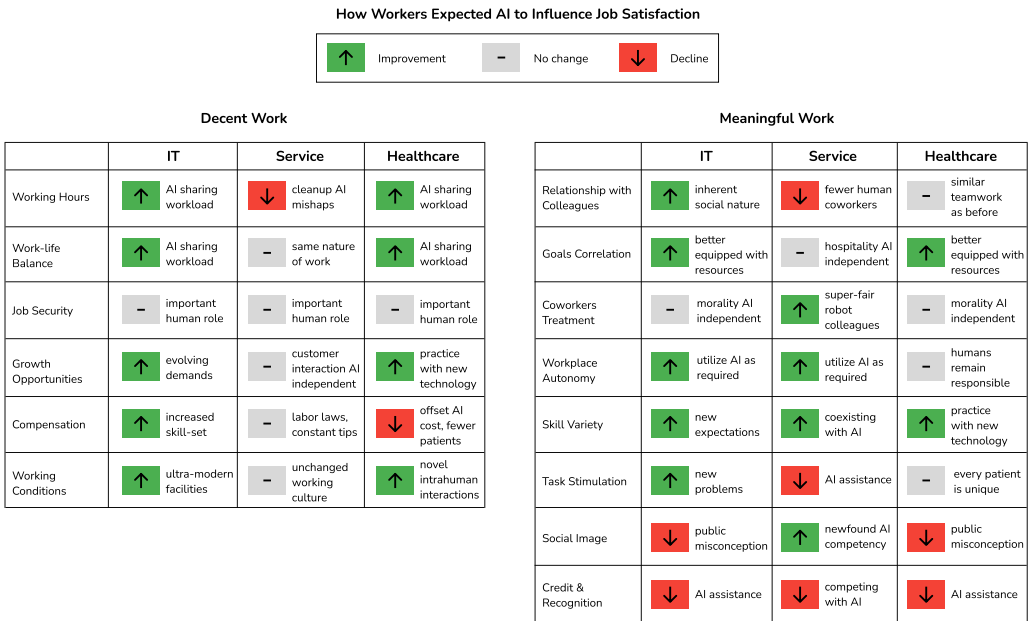 How Workers Expected AI to Influence Job Satisfaction
Improvement
-
No change
Decline
Decent Work
IT
Service
Healthcare
Working Hours
AI sharing
workload
cleanup AI
mishaps
AI sharing
workload
Work-life
Balance
AI sharing
workload
-
same nature
of work
AI sharing
workload
Job Security
-
important
human role
-
important
human role
-
important
human role
Growth
Opportunities
evolving
demands
-
customer
interaction AI
independent
practice
with new
technology
Compensation
increased
skill-set
-
labor laws,
constant tips
offset AI
cost, fewer
patients
Working
Conditions
ultra-modern
facilities
-
unchanged
working
culture
novel
intrahuman
interactions
Meaningful Work
IT
Service
Healthcare
Relationship with
Colleagues
inherent
social nature
fewer human
coworkers
-
similar
teamwork
as before
Goals Correlation
better
equipped with
resources
-
hospitality AI
independent
better
equipped with
resources
Coworkers
Treatment
-
morality AI
independent
super-fair
robot
colleagues
-
morality AI
independent
Workplace
Autonomy
utilize AI as
required
utilize AI as
required
-
humans
remain
responsible
Skill Variety
new
expectations
coexisting
with AI
practice
with new
technology
Task Stimulation
new
problems
AI assistance
-
every patient
is unique
Social Image
public
misconception
newfound AI
competency
public
misconception
Credit &
Recognition
AI assistance
competing
with AI
AI assistance